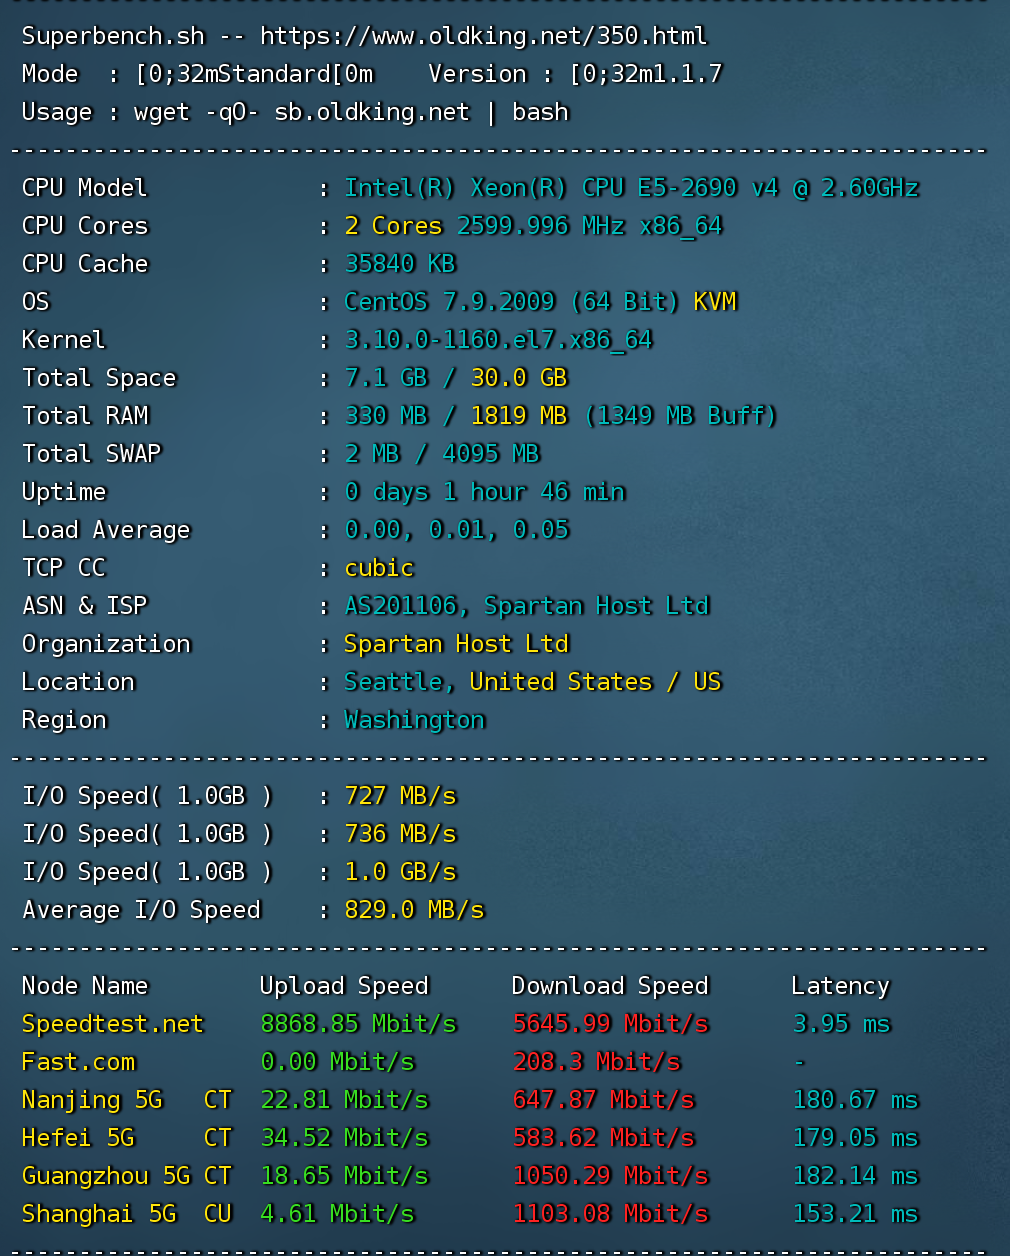 Superbench.sh -- https://www.oldking.net/350.html
Mode  : [0;32mStandard[0m    Version : [0;32m1.1.7
Usage : wget -qO- sb.oldking.net | bash
----------------------------------------------------------------------
CPU Model            : Intel(R) Xeon(R) CPU E5-2690 v4 @ 2.60GHz
CPU Cores            : 2 Cores 2599.996 MHz x86_64
CPU Cache            : 35840 KB
OS                   : CentOS 7.9.2009 (64 Bit) KVM
Kernel               : 3.10.0-1160.el7.x86_64
Total Space          : 7.1 GB / 30.0 GB
Total RAM            : 330 MB / 1819 MB (1349 MB Buff)
Total SWAP           : 2 MB / 4095 MB
Uptime               : 0 days 1 hour 46 min
Load Average         : 0.00, 0.01, 0.05
TCP CC               : cubic
ASN & ISP            : AS201106, Spartan Host Ltd
Organization         : Spartan Host Ltd
Location             : Seattle, United States / US
Region               : Washington
----------------------------------------------------------------------
I/O Speed( 1.0GB )   : 727 MB/s
I/O Speed( 1.0GB )   : 736 MB/s
I/O Speed( 1.0GB )   : 1.0 GB/s
Average I/O Speed    : 829.0 MB/s
----------------------------------------------------------------------
Node Name        Upload Speed      Download Speed      Latency
Speedtest.net    8868.85 Mbit/s    5645.99 Mbit/s      3.95 ms
Fast.com         0.00 Mbit/s       208.3 Mbit/s        -
Nanjing 5G   CT  22.81 Mbit/s      647.87 Mbit/s       180.67 ms
Hefei 5G     CT  34.52 Mbit/s      583.62 Mbit/s       179.05 ms
Guangzhou 5G CT  18.65 Mbit/s      1050.29 Mbit/s      182.14 ms
Shanghai 5G  CU  4.61 Mbit/s       1103.08 Mbit/s      153.21 ms
----------------------------------------------------------------------